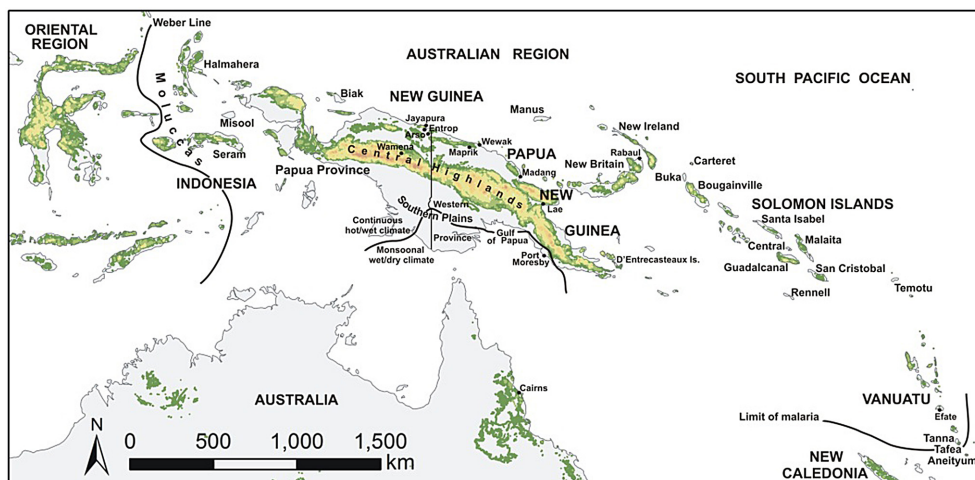 Weber Line
ORIENTAL
REGION
AUSTRALIAN REGION
Halmahera
SOUTH PACIFIC OCEAN
Moluccas
Biak
NEW GUINEA
Manus
Misool
Jayapura
Entrop
Arso
New Ireland
Seram
Wamena
Wewak
Maprik
PAPUA
Rabaul
Central Highlands
New Britain
Carteret
Papua Province
Madang
Buka
INDONESIA
Bougainville
NEW
Lae
SOLOMON ISLANDS
Western
Southern Plains
Santa Isabel
Continuous
hot/wet climate
Gulf
of Papua
GUINEA
Province
Central
Malaita
Monsoonal
wet/dry climate
Port
Moresby
D'Entrecasteaux Is.
Guadalcanal
San Cristobal
Rennell
Temotu
Cairns
AUSTRALIA
VANUATU
Limit of malaria
Efate
N
0 500 1,000 1,500
km
Tanna
Tafea
Aneityum
NEW
CALEDONIA